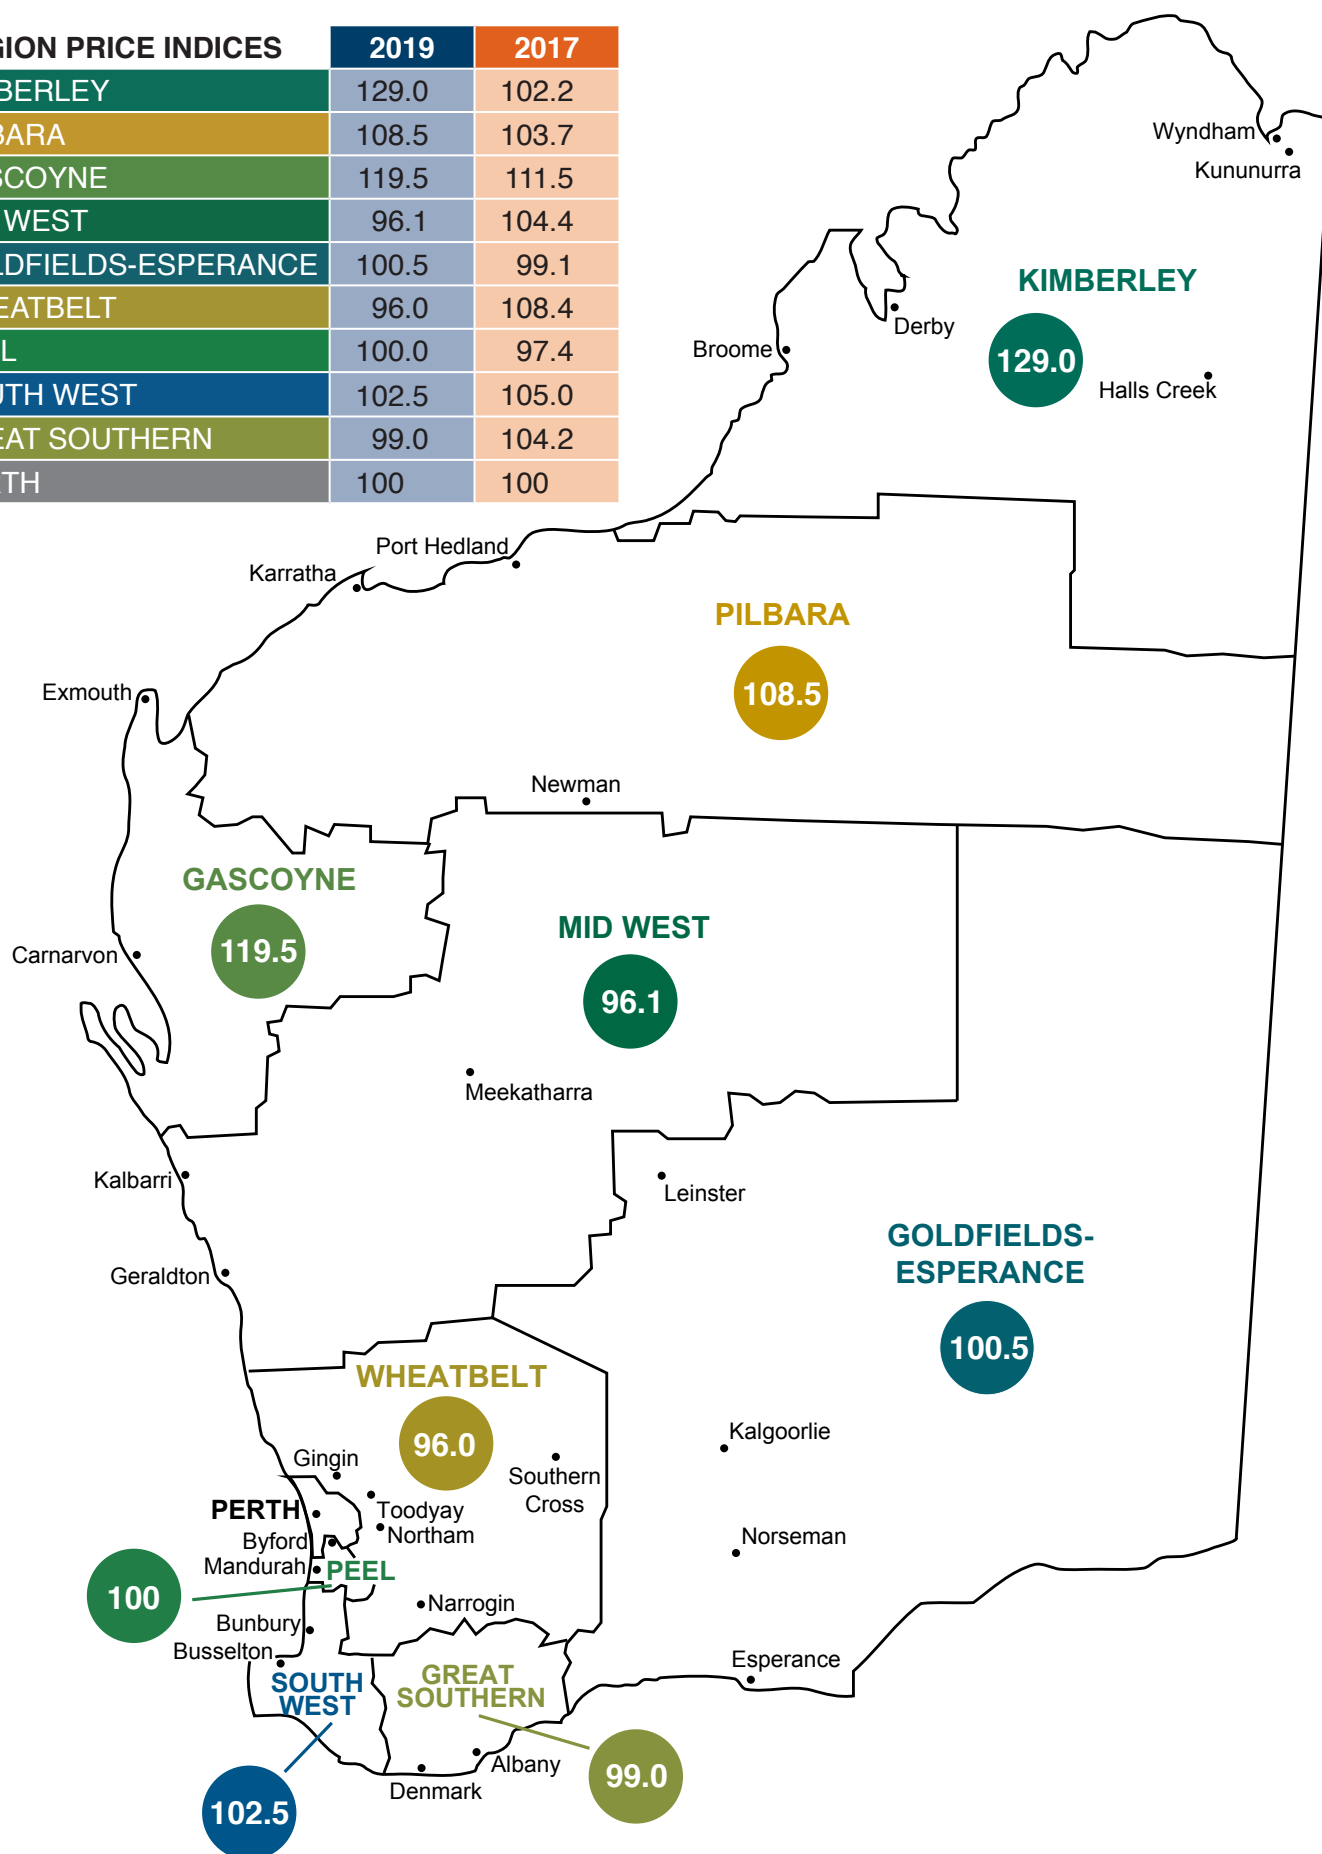 GION PRICE INDICES 2019 2017
BERLEY 129.0 102.2
BARA 108.5 103.7
SCOYNE 119.5 111.5
WEST 96.1 104.4
LDFIELDS-ESPERANCE 100.5 99.1
EATBELT 96.0 108.4
L 100.0 97.4
UTH WEST 102.5 105.0
EAT SOUTHERN 99.0 104.2
TH 100 100
Wyndham
Kununurra
KIMBERLEY
129.0
Derby
Broome
Halls Creek
Port Hedland
Karratha
PILBARA
108.5
Exmouth
Newman
GASCOYNE
119.5
MID WEST
96.1
Carnarvon
Meekatharra
Kalbarri
Leinster
GOLDFIELDS-
ESPERANCE
100.5
Geraldton
WHEATBELT
96.0
Kalgoorlie
Gingin
Southern
Cross
PERTH
Toodyay
Northam
Byford
Mandurah
PEEL
100
Norseman
Narrogin
Bunbury
Busselton
SOUTH
WEST
102.5
GREAT
SOUTHERN
99.0
Esperance
Albany
Denmark